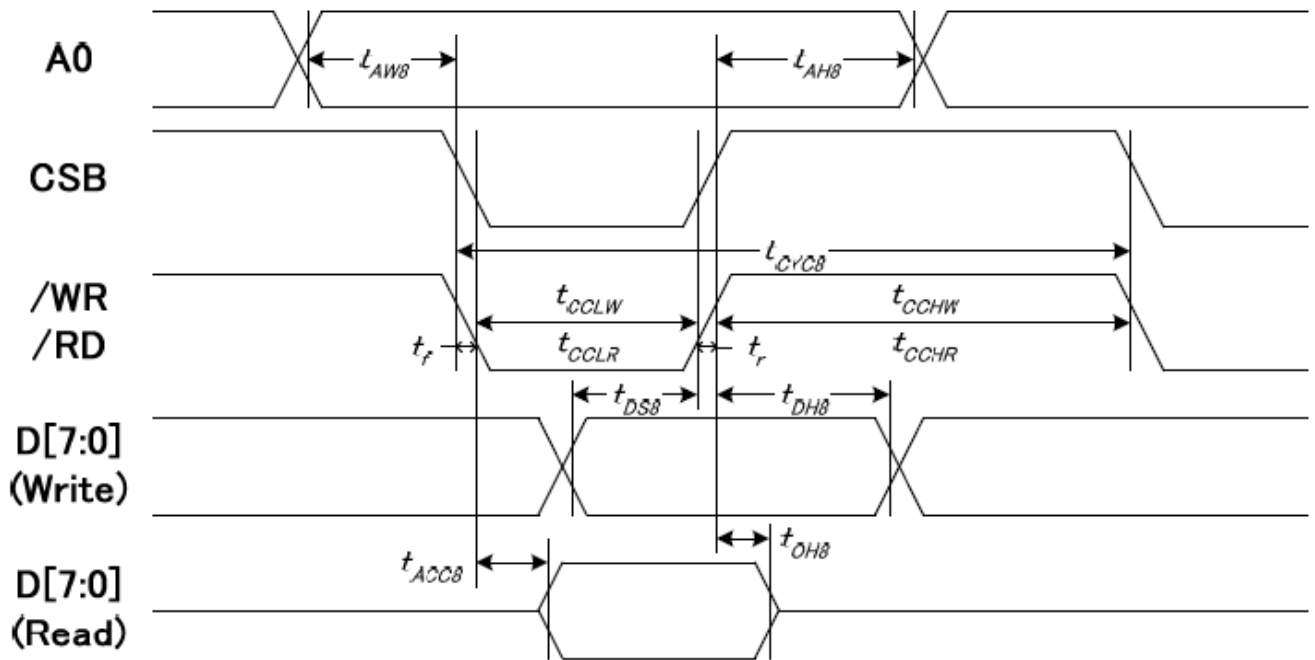 A0
tAW8
tAH8
CSB
tCYC8
/WR
/RD
tCCLW
tCCHW
tf
tCCLR
tr
tCCHR
tDS8
tDH8
D[7:0]
(Write)
tOH8
tACC8
D[7:0]
(Read)